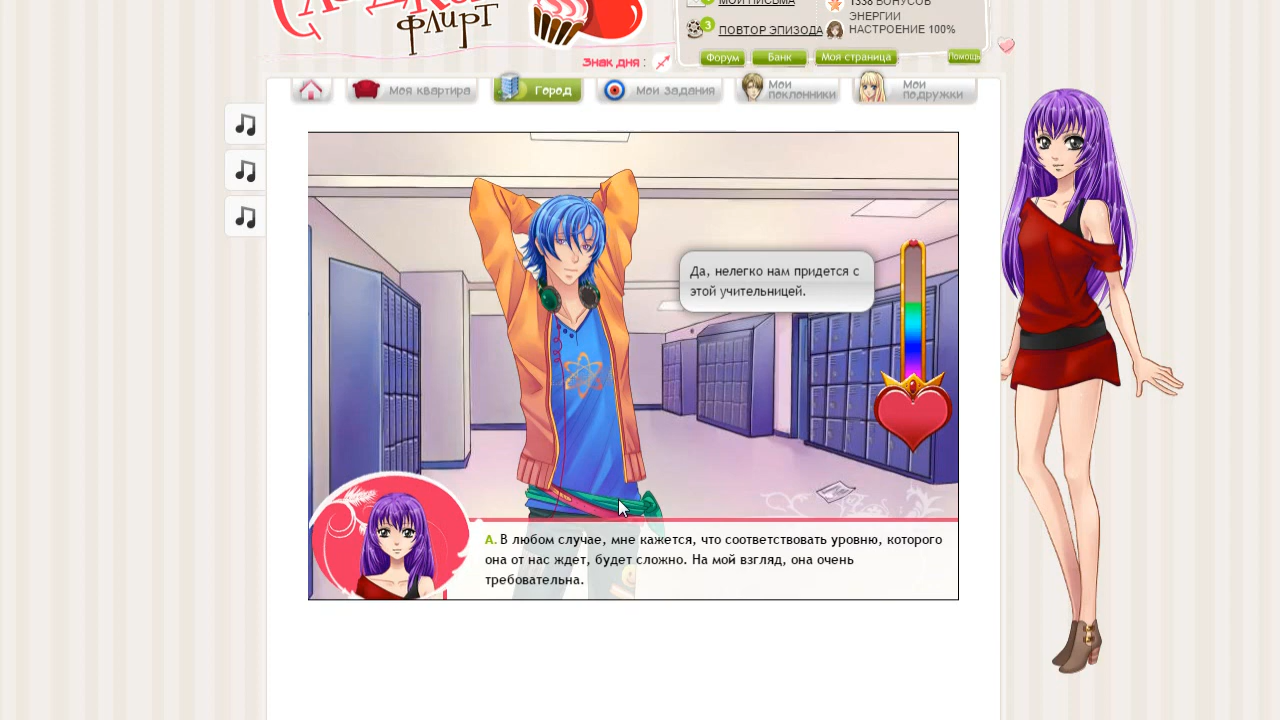 ФЛИРТ
МОИ ПИСЬМА
1338 БОНУСОВ
ЭНЕРГИИ
3
ПОВТОР ЭПИЗОДА
НАСТРОЕНИЕ 100%
Знак дня :
Форум
Банк
Моя страница
Помощь
Моя квартира
Город
Мои задания
Мои
поклонники
Мои
подружки
Да, нелегко нам придется с
этой учительницей.
А. В любом случае, мне кажется, что соответствовать уровню, которого
она от нас ждет, будет сложно. На мой взгляд, она очень
требовательна.